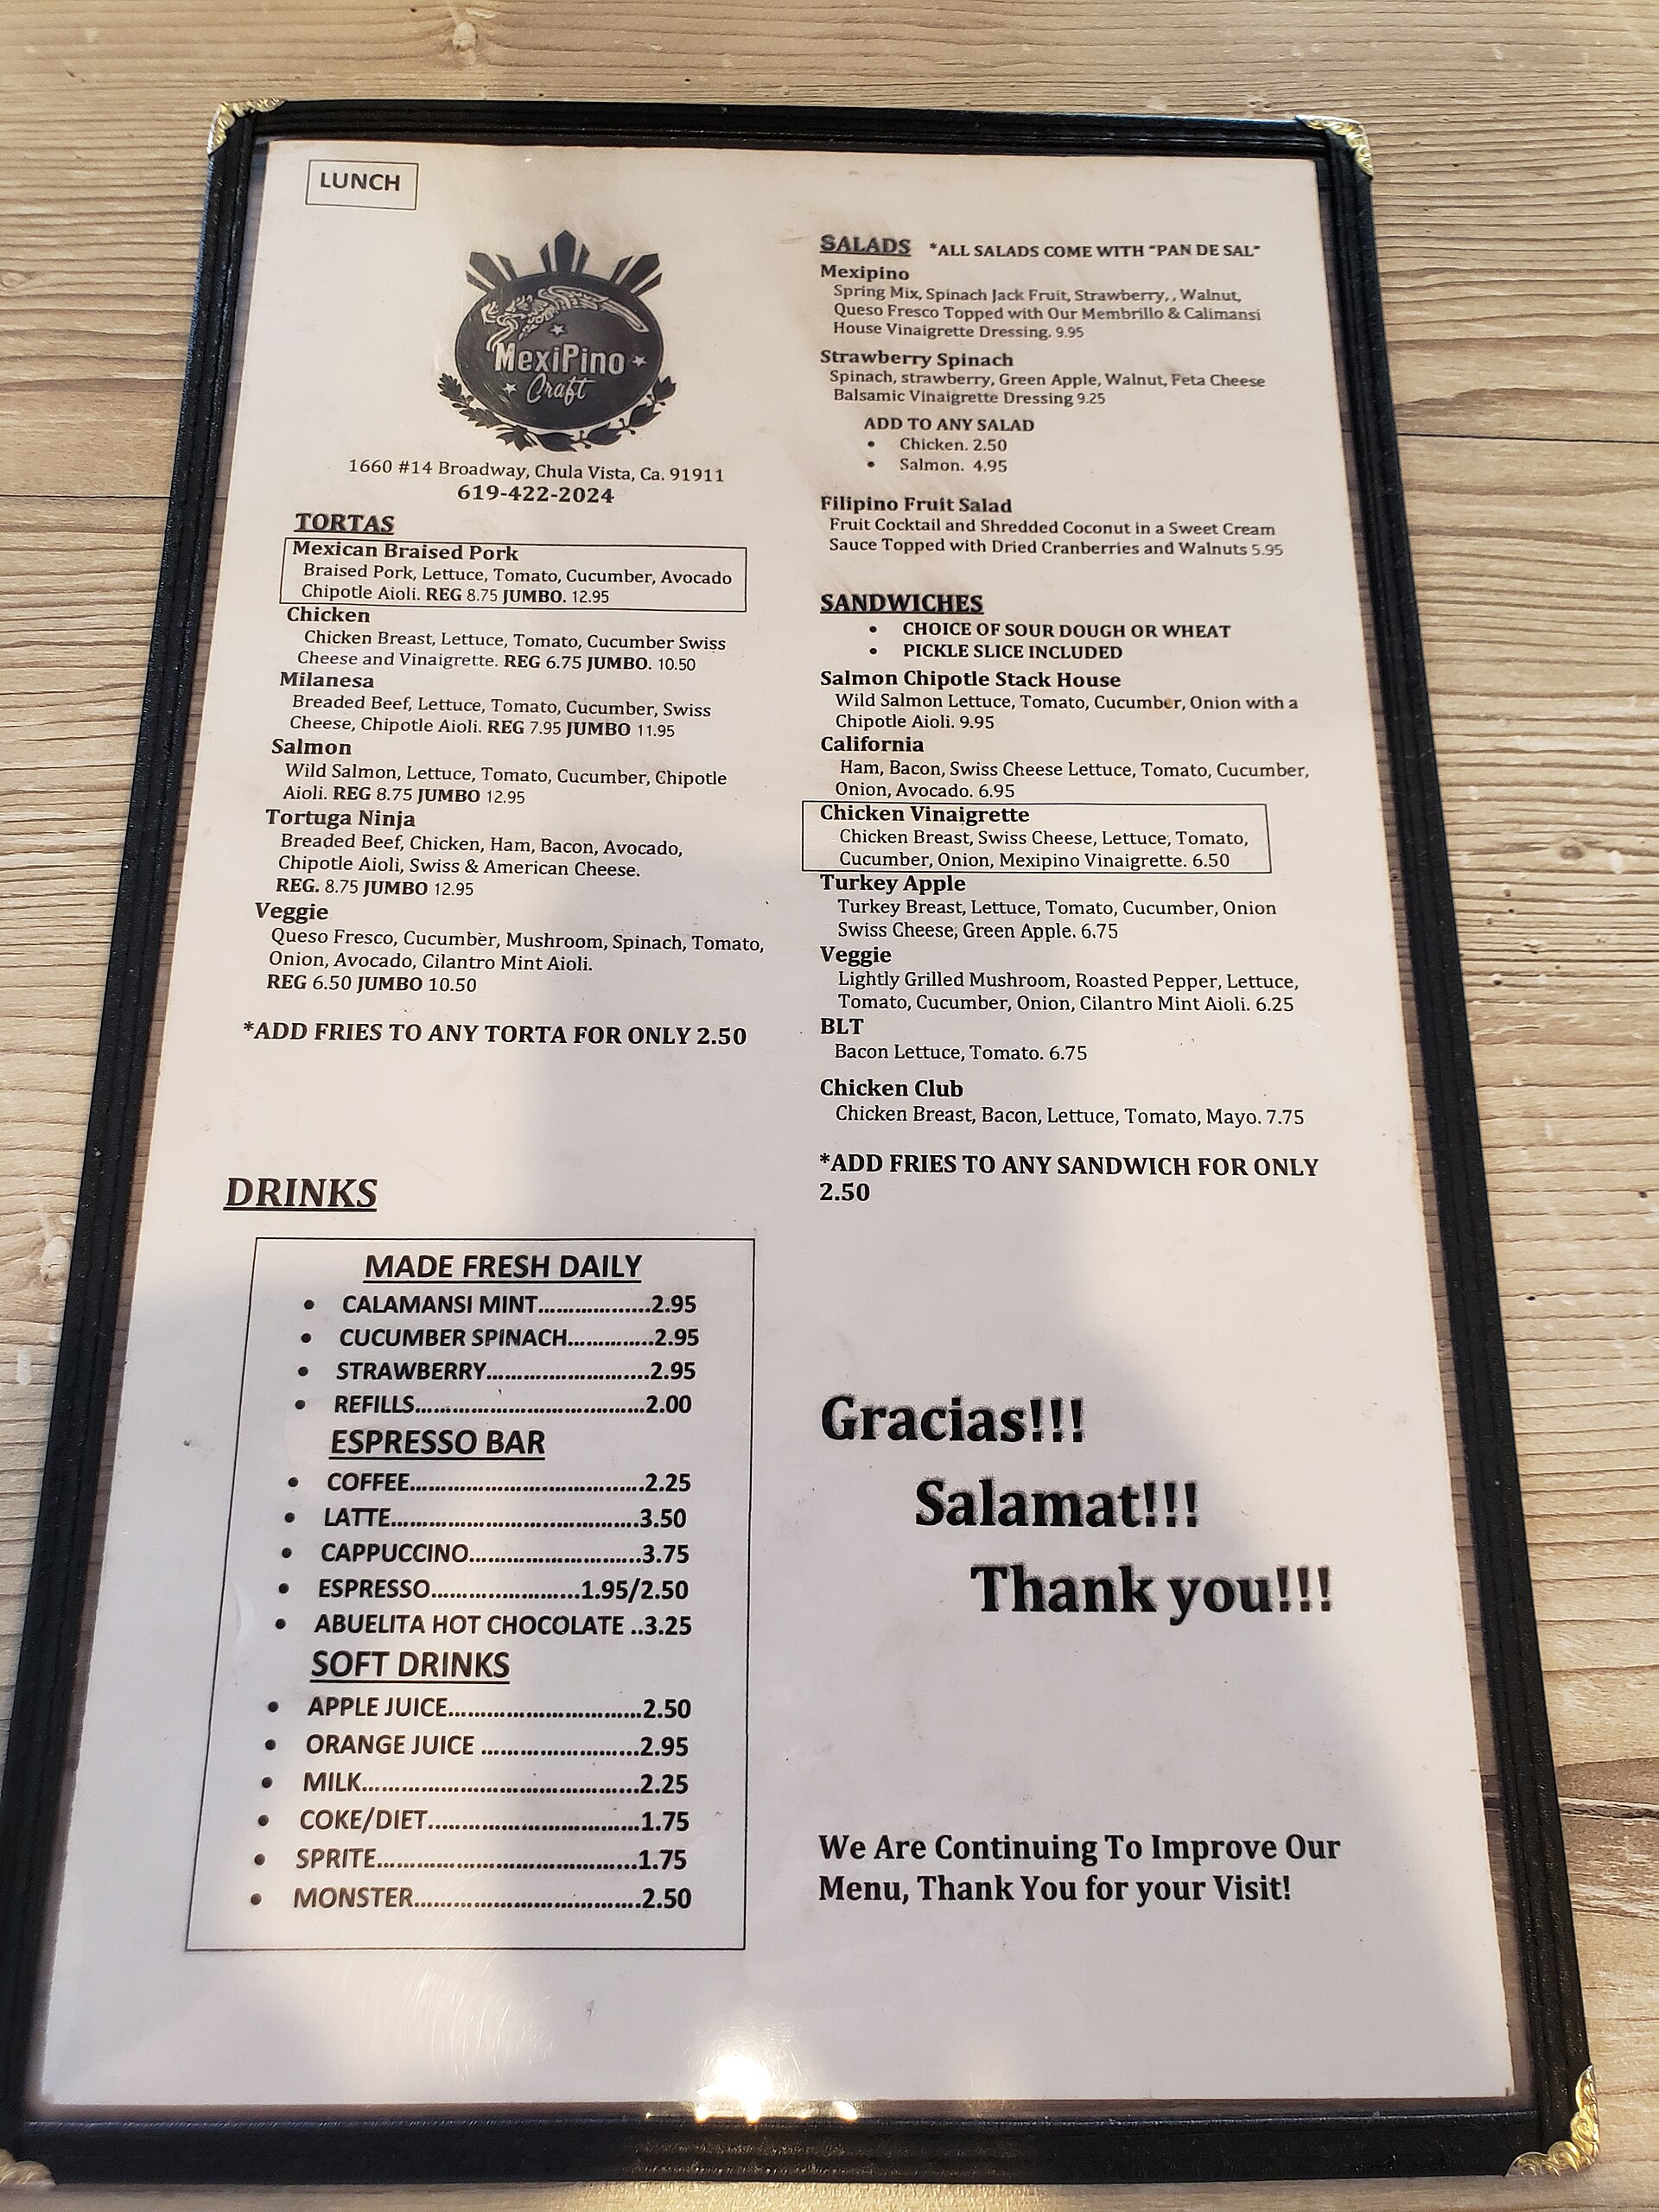 LUNCH
MexiPino
Craft
1660 #14 Broadway, Chula Vista, Ca. 91911
619-422-2024
TORTAS
Mexican Braised Pork
Braised Pork, Lettuce, Tomato, Cucumber, Avocado
Chipotle Aioli. REG 8.75 JUMBO. 12.95
Chicken
Chicken Breast, Lettuce, Tomato, Cucumber Swiss
Cheese and Vinaigrette. REG 6.75 JUMBO. 10.50
Milanesa
Breaded Beef, Lettuce, Tomato, Cucumber, Swiss
Cheese, Chipotle Aioli. REG 7.95 JUMBO 11.95
Salmon
Wild Salmon, Lettuce, Tomato, Cucumber, Chipotle
Aioli. REG 8.75 JUMBO 12.95
Tortuga Ninja
Breaded Beef, Chicken, Ham, Bacon, Avocado,
Chipotle Aioli, Swiss & American Cheese.
REG. 8.75 JUMBO 12.95
Veggie
Queso Fresco, Cucumber, Mushroom, Spinach, Tomato,
Onion, Avocado, Cilantro Mint Aioli.
REG 6.50 JUMBO 10.50
*ADD FRIES TO ANY TORTA FOR ONLY 2.50
DRINKS
MADE FRESH DAILY
• CALAMANSI MINT..................2.95
• CUCUMBER SPINACH..............2.95
• STRAWBERRY..........................2.95
• REFILLS.....................................2.00
ESPRESSO BAR
• COFFEE.....................................2.25
• LATTE.......................................3.50
• CAPPUCCINO...........................3.75
• ESPRESSO........................1.95/2.50
• ABUELITA HOT CHOCOLATE ..3.25
SOFT DRINKS
• APPLE JUICE..............................2.50
• ORANGE JUICE .........................2.95
• MILK...........................................2.25
• COKE/DIET.................................1.75
• SPRITE........................................1.75
• MONSTER...................................2.50
SALADS *ALL SALADS COME WITH "PAN DE SAL"
Mexipino
Spring Mix, Spinach Jack Fruit, Strawberry, , Walnut,
Queso Fresco Topped with Our Membrillo & Calimansi
House Vinaigrette Dressing. 9.95
Strawberry Spinach
Spinach, strawberry, Green Apple, Walnut, Feta Cheese
Balsamic Vinaigrette Dressing 9.25
ADD TO ANY SALAD
• Chicken. 2.50
• Salmon. 4.95
Filipino Fruit Salad
Fruit Cocktail and Shredded Coconut in a Sweet Cream
Sauce Topped with Dried Cranberries and Walnuts 5.95
SANDWICHES
• CHOICE OF SOUR DOUGH OR WHEAT
• PICKLE SLICE INCLUDED
Salmon Chipotle Stack House
Wild Salmon Lettuce, Tomato, Cucumber, Onion with a
Chipotle Aioli. 9.95
California
Ham, Bacon, Swiss Cheese Lettuce, Tomato, Cucumber,
Onion, Avocado. 6.95
Chicken Vinaigrette
Chicken Breast, Swiss Cheese, Lettuce, Tomato,
Cucumber, Onion, Mexipino Vinaigrette. 6.50
Turkey Apple
Turkey Breast, Lettuce, Tomato, Cucumber, Onion
Swiss Cheese, Green Apple. 6.75
Veggie
Lightly Grilled Mushroom, Roasted Pepper, Lettuce,
Tomato, Cucumber, Onion, Cilantro Mint Aioli. 6.25
BLT
Bacon Lettuce, Tomato. 6.75
Chicken Club
Chicken Breast, Bacon, Lettuce, Tomato, Mayo. 7.75
*ADD FRIES TO ANY SANDWICH FOR ONLY
2.50
Gracias!!!
Salamat!!!
Thank you!!!
We Are Continuing To Improve Our
Menu, Thank You for your Visit!